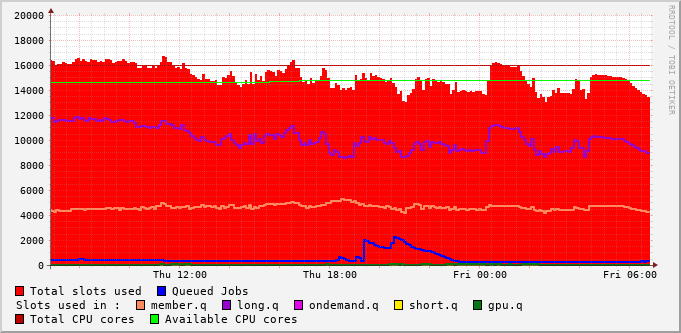 20000
18000
16000
14000
12000
10000
8000
6000
4000
2000
0
Thu 12:00 Thu 18:00 Fri 00:00 Fri 06:00
Total slots used Queued Jobs
Slots used in : member.q long.q ondemand.q short.q gpu.q
Total CPU cores Available CPU cores
RRDTOOL / TOBI OETIKER